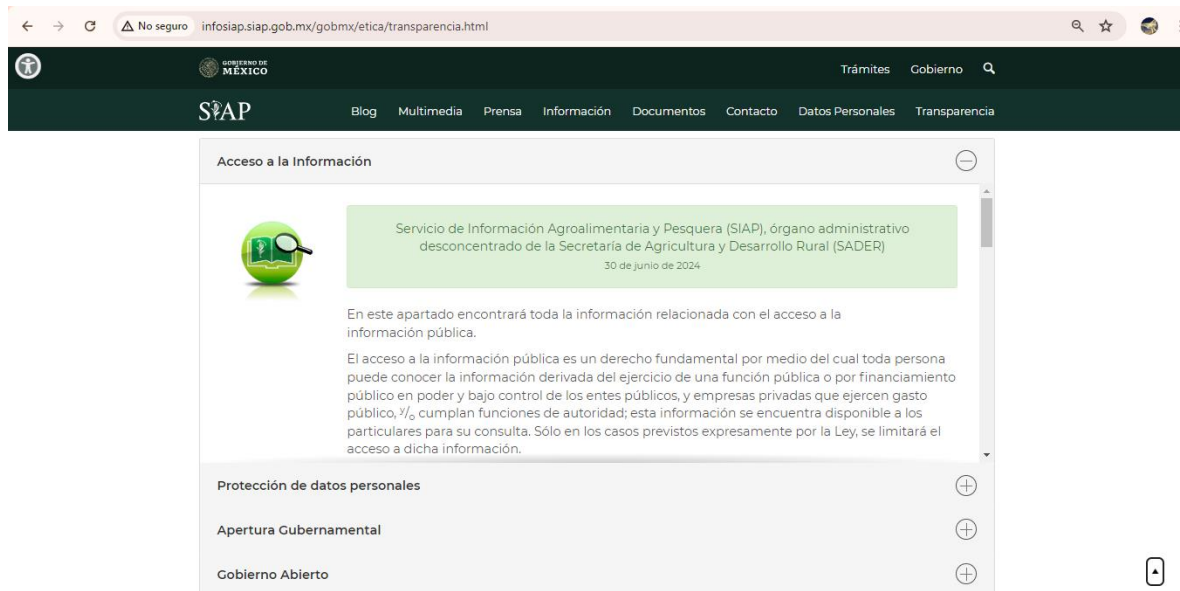 No seguro infosiap.siap.gob.mx/gobmx/etica/transparencia.html
GOBIERNO DE
MÉXICO
Trámites Gobierno
SIAP Blog Multimedia Prensa Información Documentos Contacto Datos Personales Transparencia
Acceso a la Información
Servicio de Información Agroalimentaria y Pesquera (SIAP), órgano administrativo
desconcentrado de la Secretaría de Agricultura y Desarrollo Rural (SADER)
30 de junio de 2024
En este apartado encontrará toda la información relacionada con el acceso a la
información pública.
El acceso a la información pública es un derecho fundamental por medio del cual toda persona
puede conocer la información derivada del ejercicio de una función pública o por financiamiento
público en poder y bajo control de los entes públicos, y empresas privadas que ejercen gasto
público, y/o cumplan funciones de autoridad; esta información se encuentra disponible a los
particulares para su consulta. Sólo en los casos previstos expresamente por la Ley, se limitará el
acceso a dicha información.
Protección de datos personales
Apertura Gubernamental
Gobierno Abierto